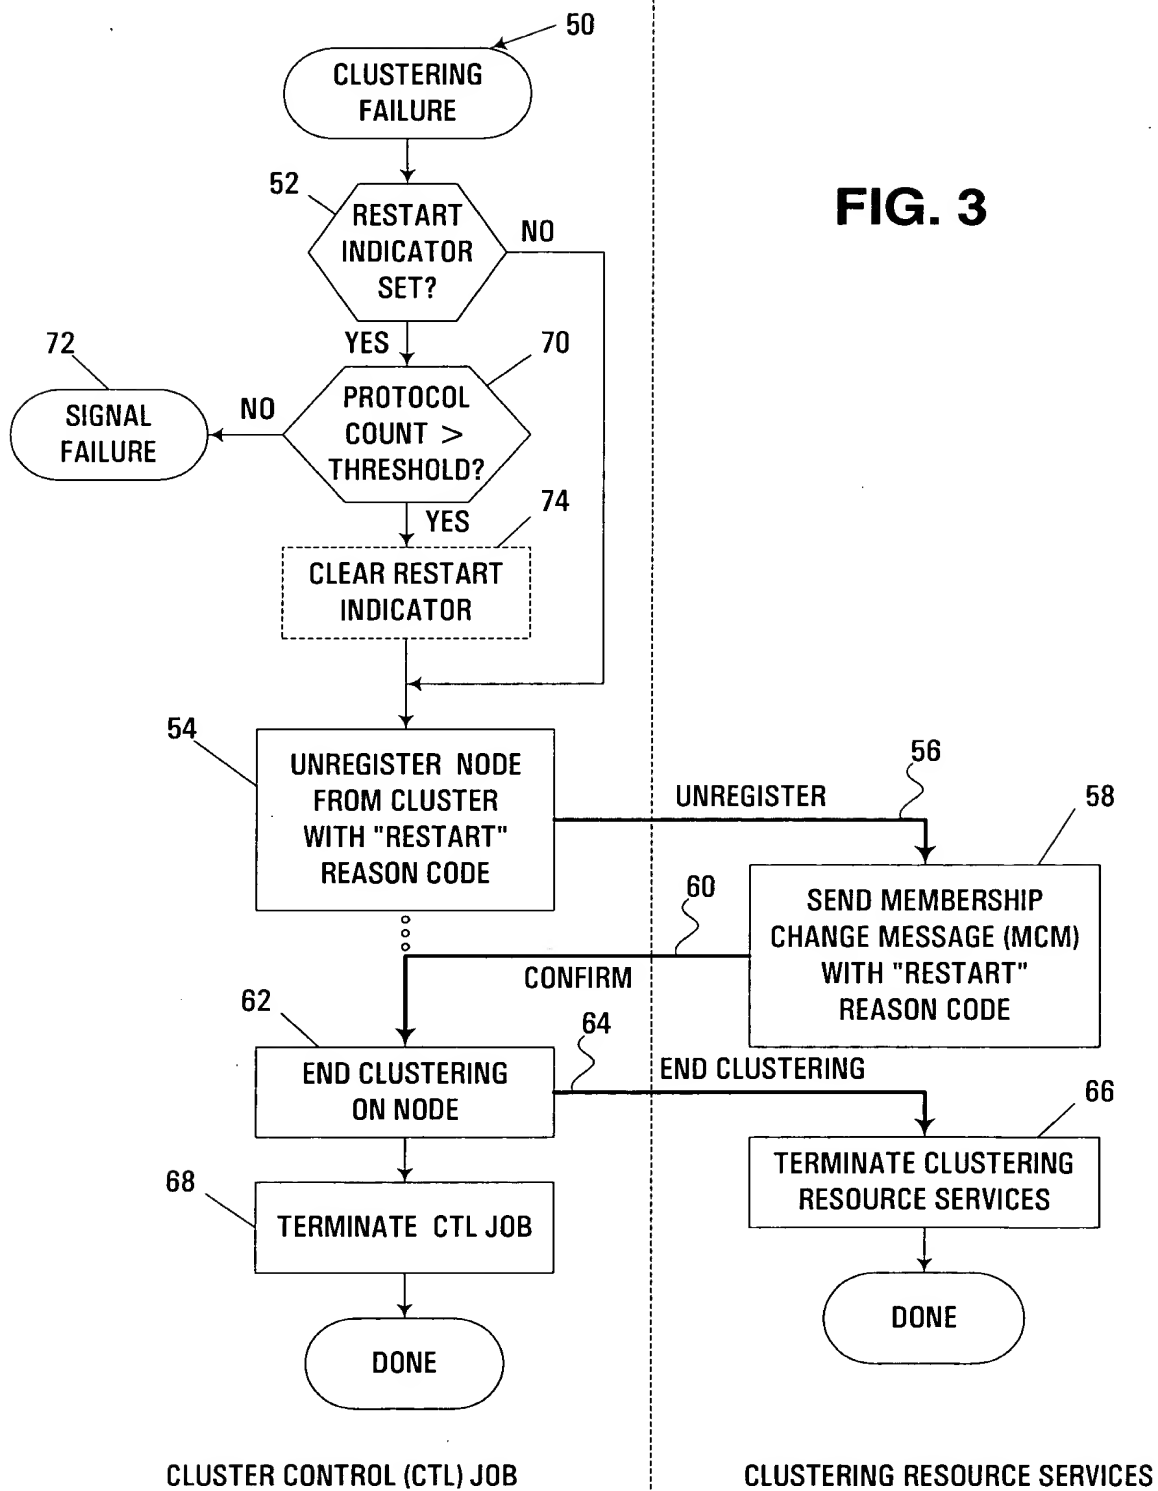 50
CLUSTERING
FAILURE
FIG. 3
52
RESTART
INDICATOR
SET?
NO
YES
72
70
SIGNAL
FAILURE
NO
PROTOCOL
COUNT >
THRESHOLD?
YES
74
CLEAR RESTART
INDICATOR
54
UNREGISTER NODE
FROM CLUSTER
WITH "RESTART"
REASON CODE
UNREGISTER
56
58
SEND MEMBERSHIP
CHANGE MESSAGE (MCM)
WITH "RESTART"
REASON CODE
60
CONFIRM
62
END CLUSTERING
ON NODE
64
END CLUSTERING
66
TERMINATE CLUSTERING
RESOURCE SERVICES
68
TERMINATE CTL JOB
DONE
DONE
CLUSTER CONTROL (CTL) JOB
CLUSTERING RESOURCE SERVICES